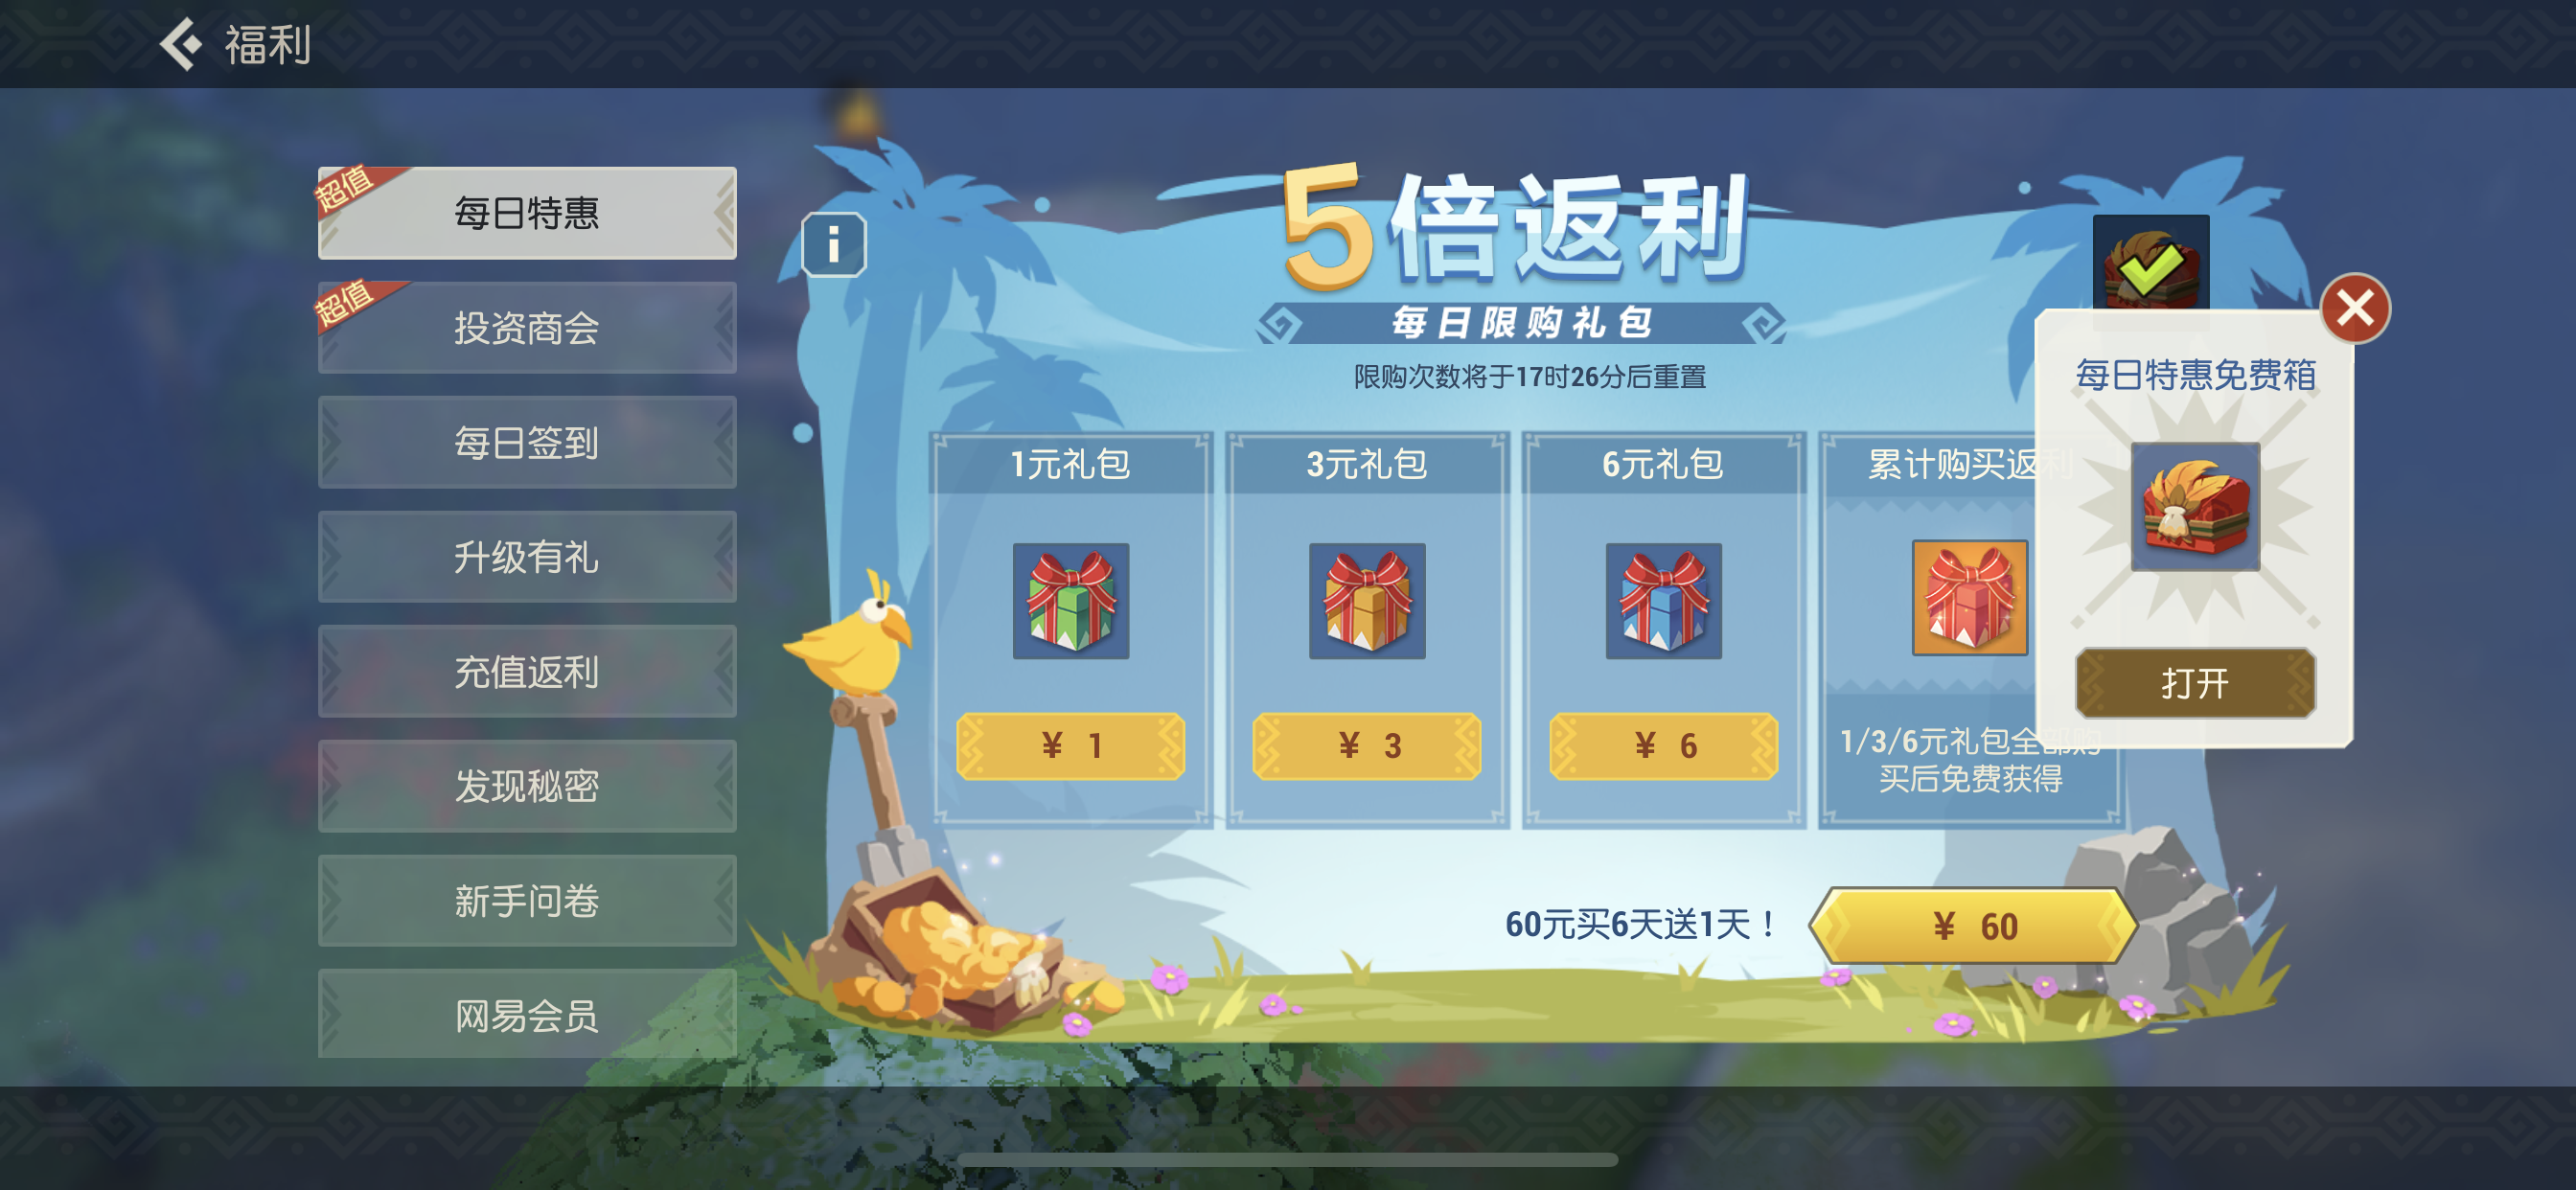 福利
超值
每日特惠
超值
投资商会
每日签到
升级有礼
充值返利
发现秘密
新手问卷
网易会员
i
5倍返利
每日限购礼包
限购次数将于17时26分后重置
1元礼包
¥ 1
3元礼包
¥ 3
6元礼包
¥ 6
累计购买返利
1/3/6元礼包全部购
买后免费获得
60元买6天送1天！
¥ 60
每日特惠免费箱
打开